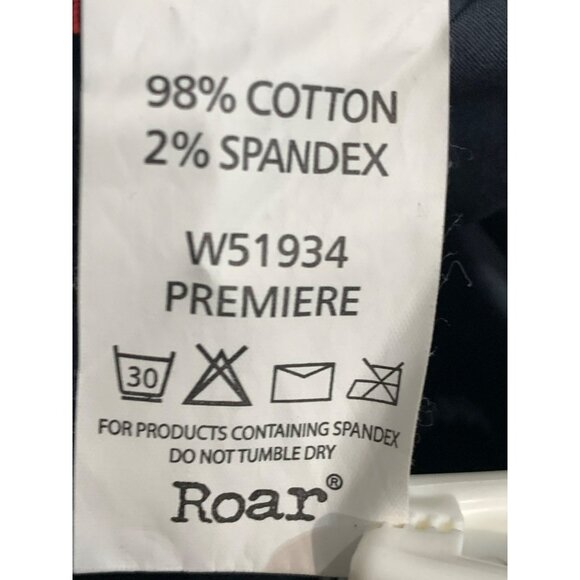 98% COTTON
2% SPANDEX
W51934
PREMIERE
30
FOR PRODUCTS CONTAINING SPANDEX
DO NOT TUMBLE DRY
Roar®